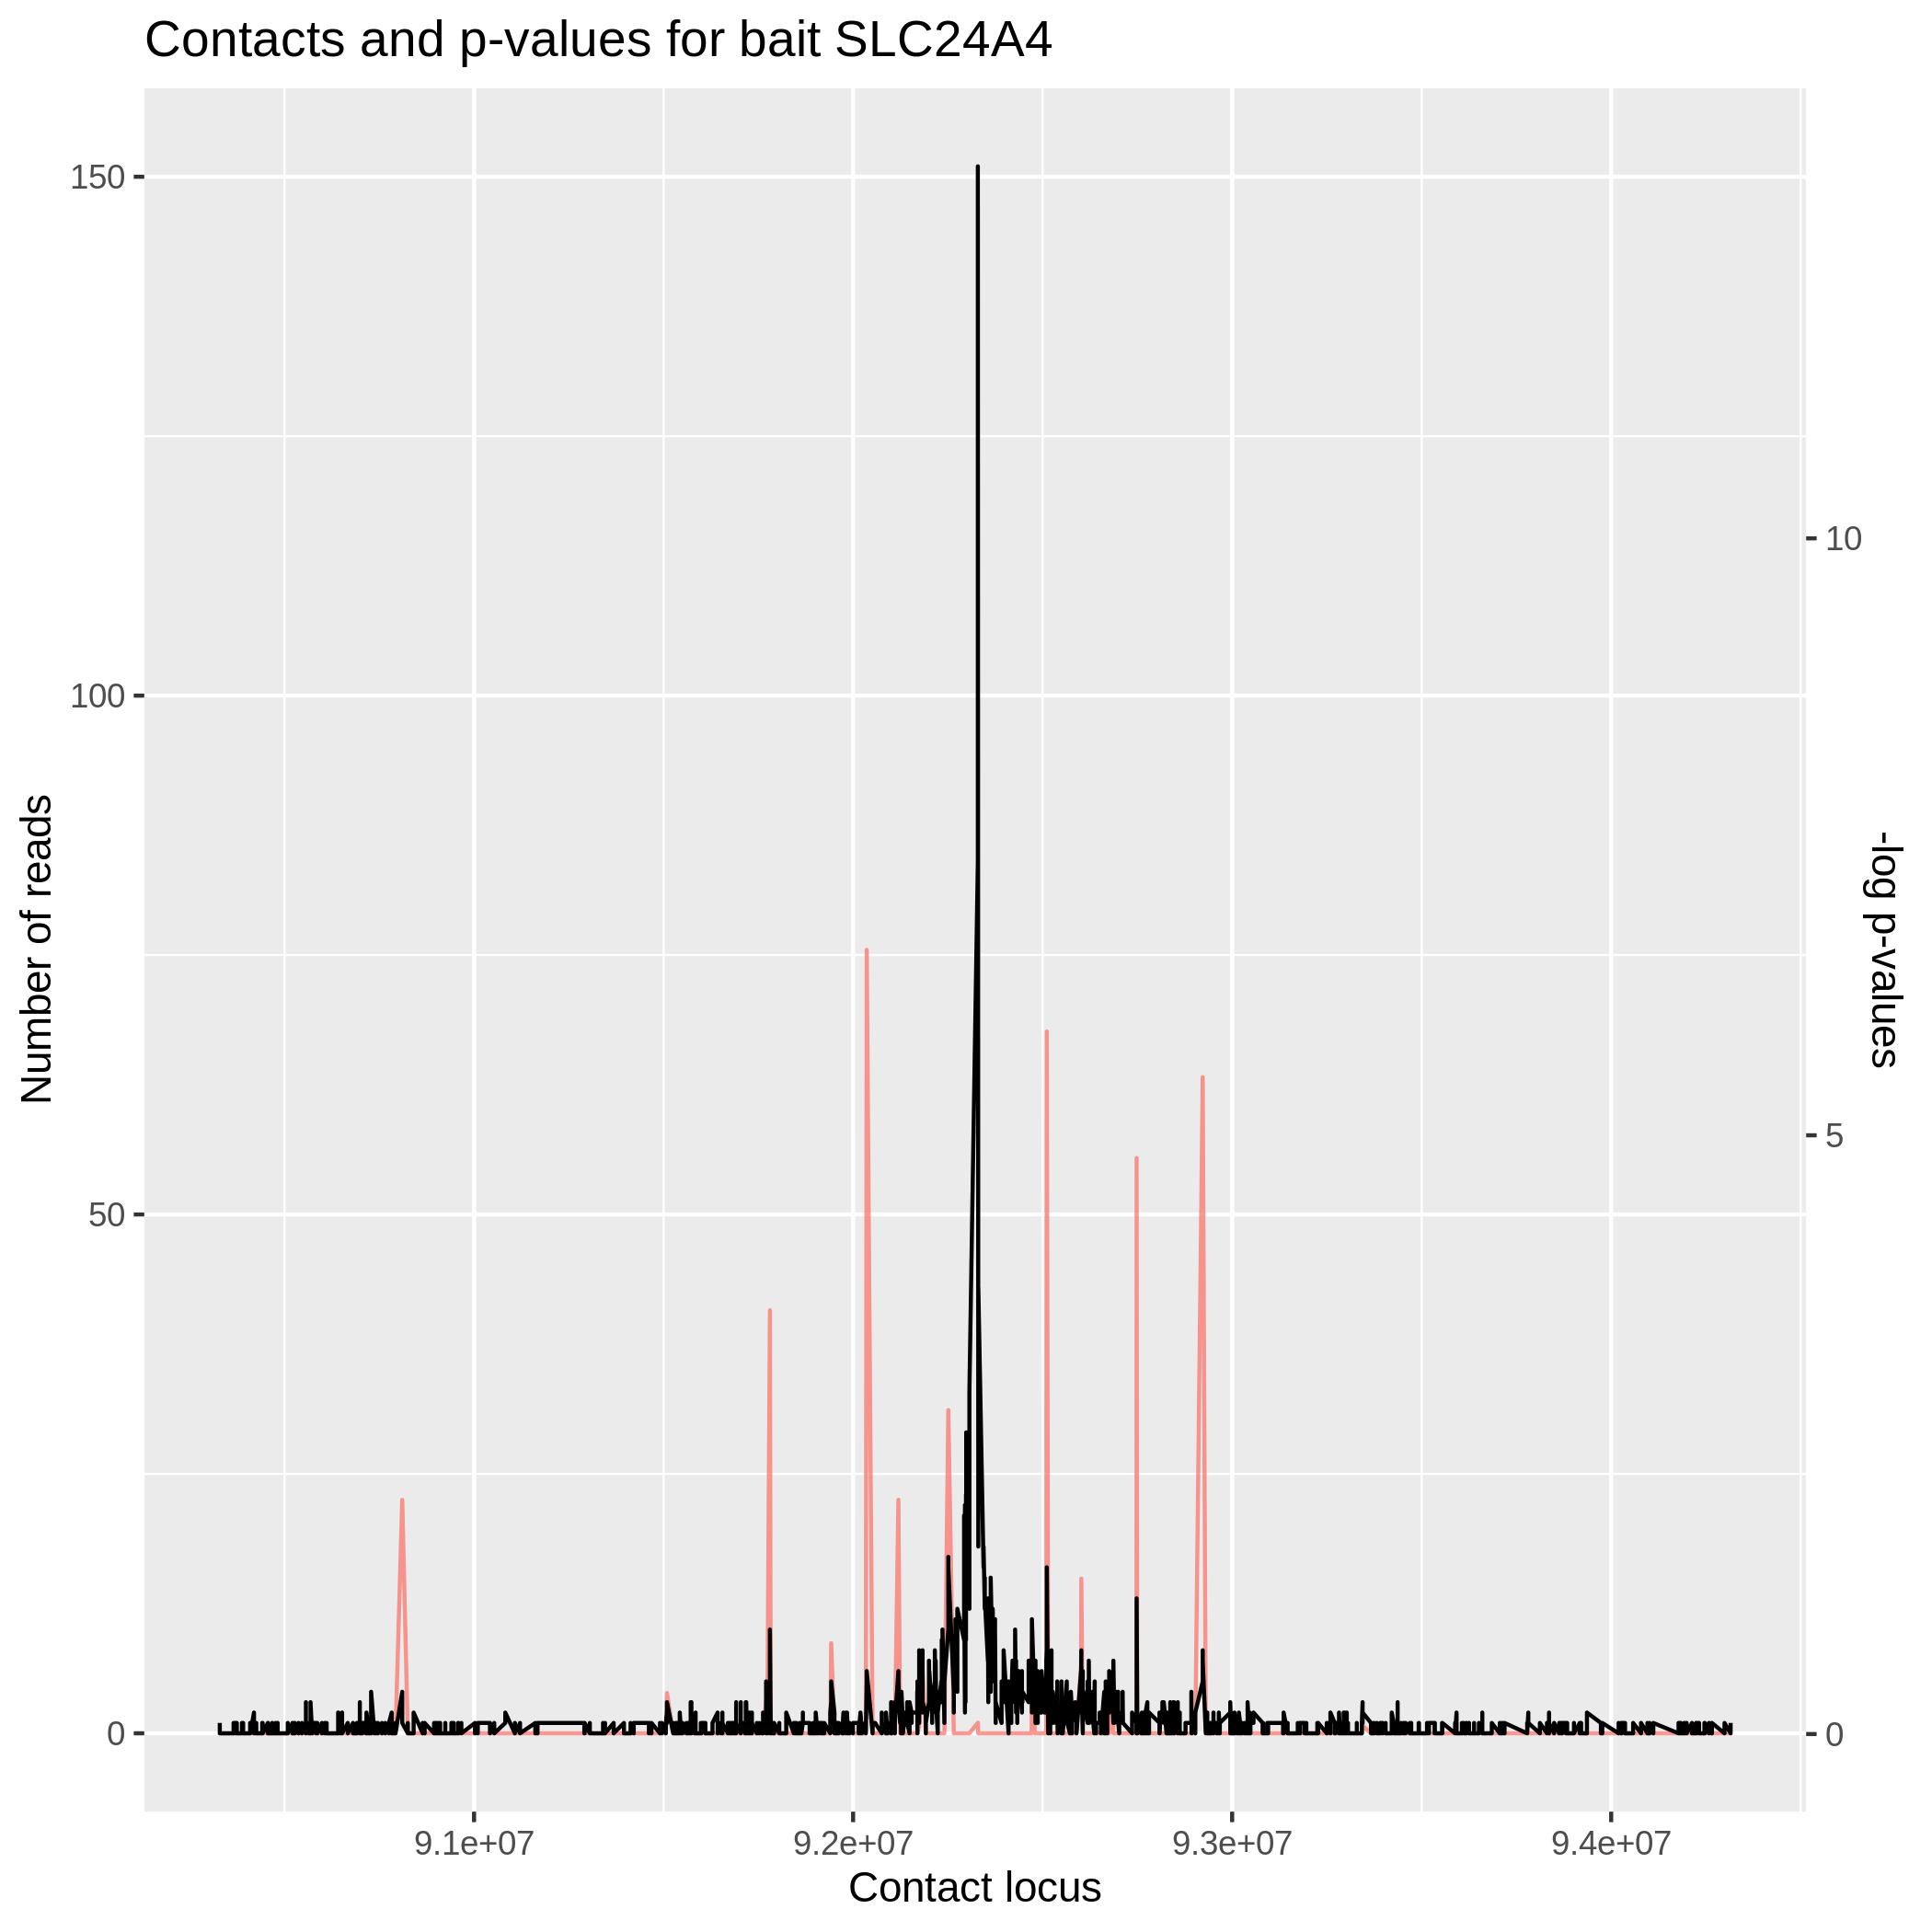 Contacts and p-values for bait SLC24A4
150
100
50
0
Number of reads
10
5
0
-log p-values
9.1e+07
9.2e+07
9.3e+07
9.4e+07
Contact locus